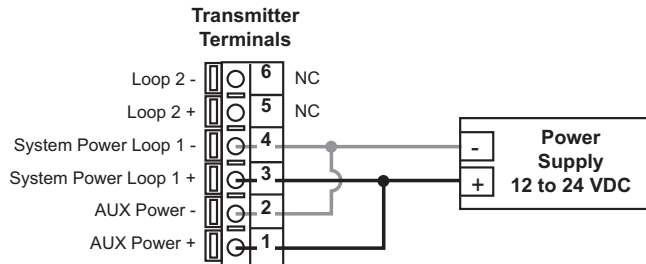 Transmitter
Terminals
Loop 2 - 6 NC
Loop 2 + 5 NC
System Power Loop 1 - 4
System Power Loop 1 + 3
AUX Power - 2
AUX Power + 1
-
+
Power
Supply
12 to 24 VDC